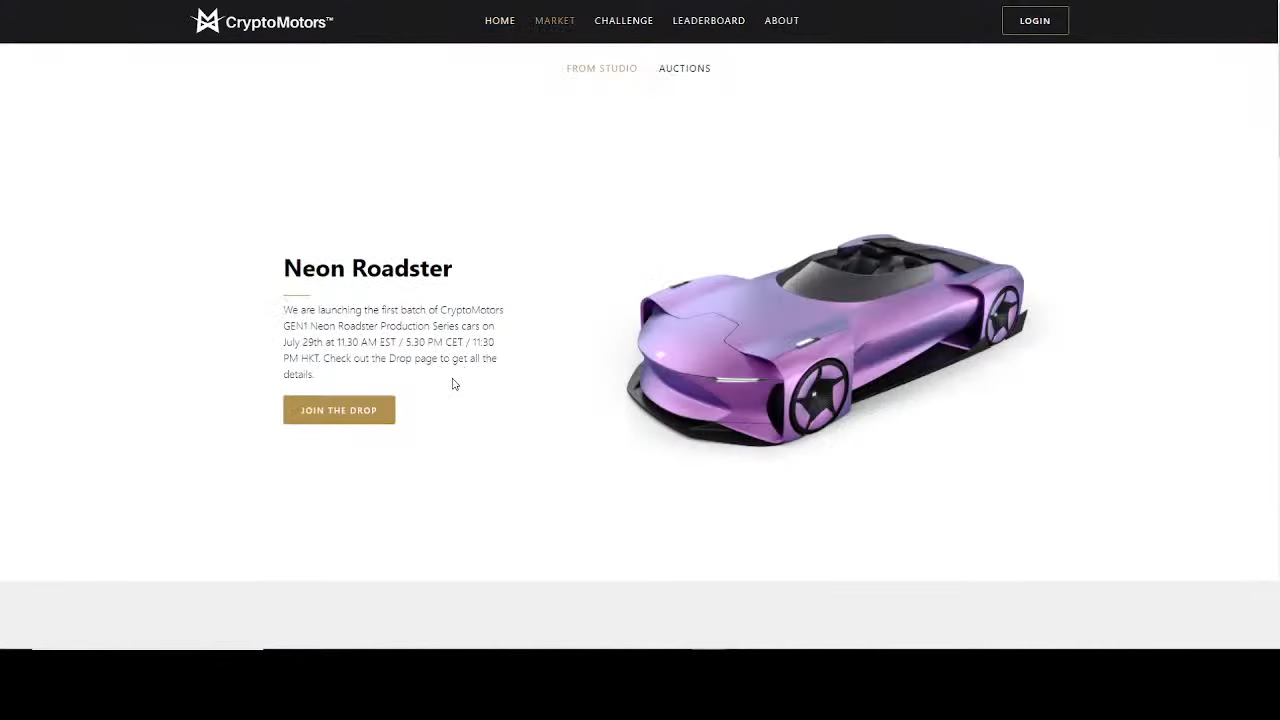 CryptoMotors™
HOME MARKET CHALLENGE LEADERBOARD ABOUT
LOGIN
FROM STUDIO AUCTIONS
Neon Roadster
We are launching the first batch of CryptoMotors
GEN1 Neon Roadster Production Series cars on
July 29th at 11.30 AM EST / 5.30 PM CET / 11:30
PM HKT. Check out the Drop page to get all the
details.
JOIN THE DROP